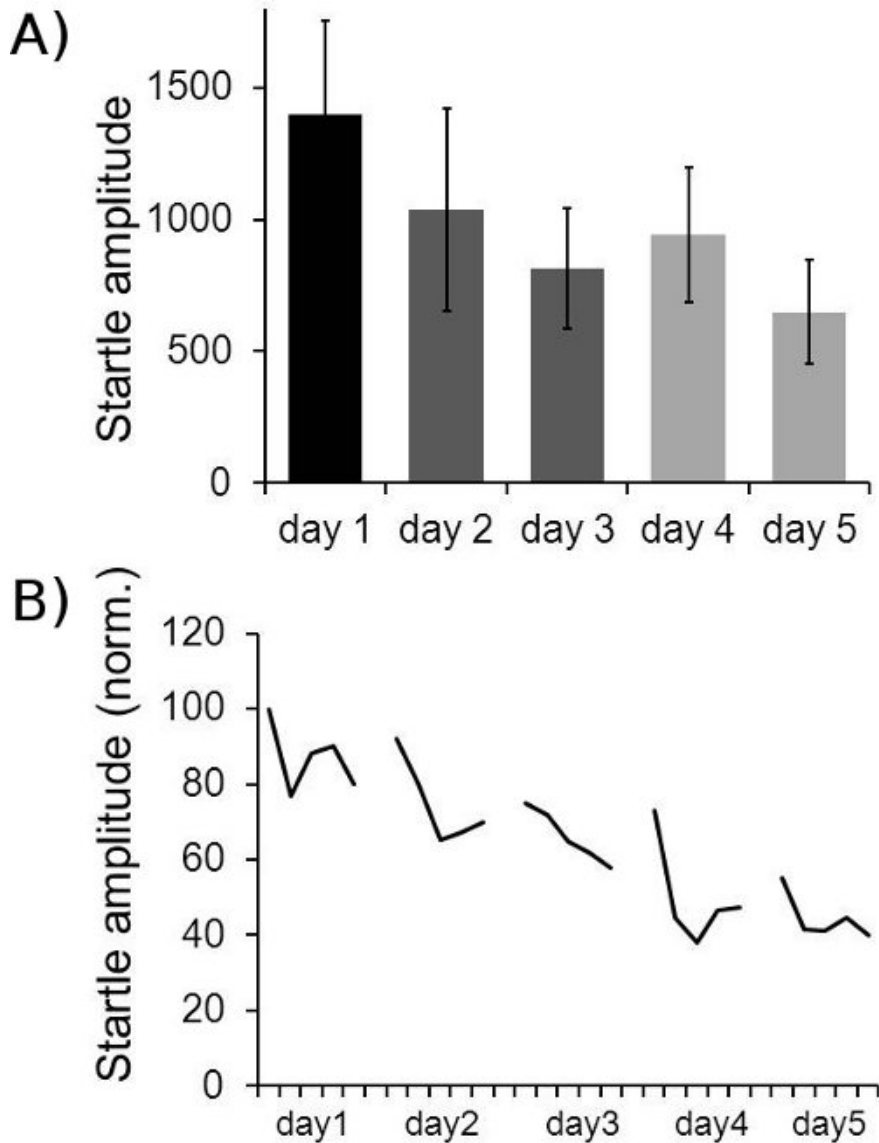 A)
Startle amplitude
1500
1000
500
0
day 1 day 2 day 3 day 4 day 5
B)
Startle amplitude (norm.)
120
100
80
60
40
20
0
day1 day2 day3 day4 day5